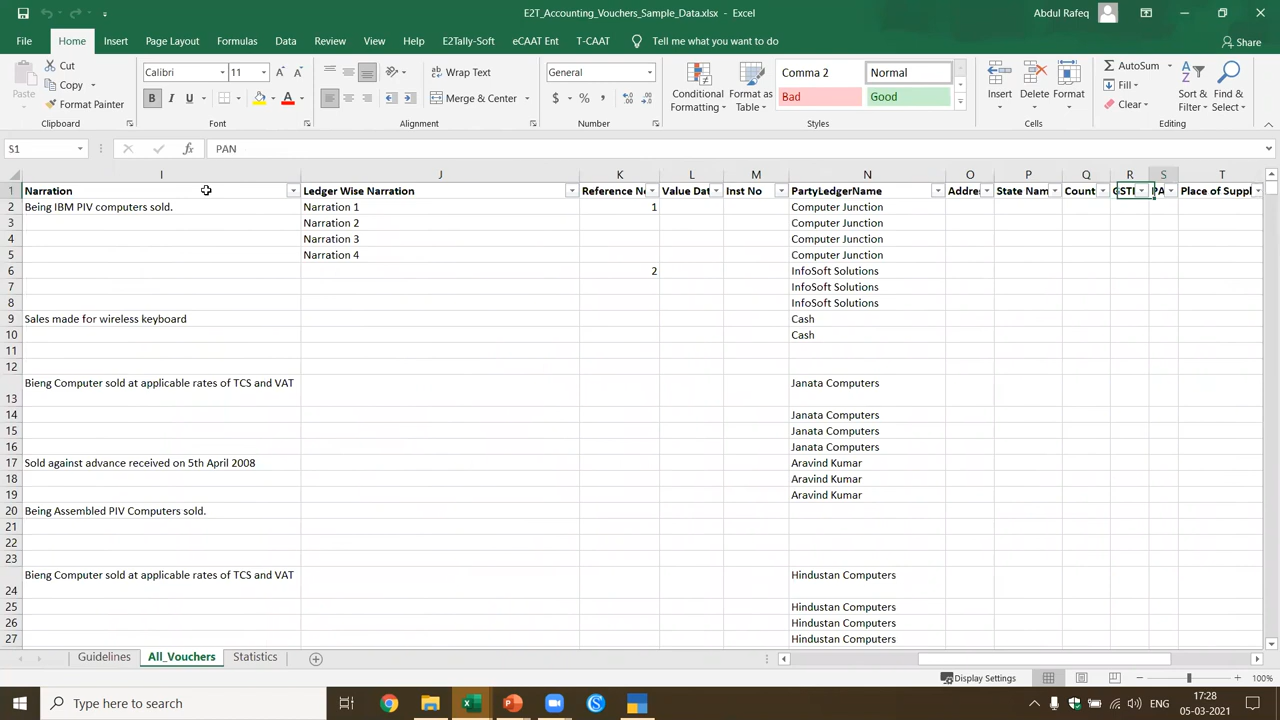 E2T_Accounting_Vouchers_Sample_Data.xlsx - Excel
Abdul Rafeq
File Home Insert Page Layout Formulas Data Review View Help E2Tally-Soft eCAAT Ent T-CAAT Tell me what you want to do Share
Paste Cut Copy Format Painter Clipboard
Calibri 11 B I U A Font
Wrap Text Merge & Center Alignment
General $ % , Number
Conditional Formatting Format as Table
Comma 2 Normal
Bad Good
Styles
Insert Delete Format Cells
AutoSum Fill Clear Sort & Filter Find & Select Editing
S1 fx PAN
I J K L M N O P Q R S T
1 Narration Ledger Wise Narration Reference No Value Dat Inst No PartyLedgerName Addre State Nam Count GSTI PA Place of Suppl
2 Being IBM PIV computers sold. Narration 1 1 Computer Junction
3 Narration 2 Computer Junction
4 Narration 3 Computer Junction
5 Narration 4 Computer Junction
6 2 InfoSoft Solutions
7 InfoSoft Solutions
8 InfoSoft Solutions
9 Sales made for wireless keyboard Cash
10 Cash
11
12
13 Bieng Computer sold at applicable rates of TCS and VAT Janata Computers
14 Janata Computers
15 Janata Computers
16 Janata Computers
17 Sold against advance received on 5th April 2008 Aravind Kumar
18 Aravind Kumar
19 Aravind Kumar
20 Being Assembled PIV Computers sold.
21
22
23
24 Bieng Computer sold at applicable rates of TCS and VAT Hindustan Computers
25 Hindustan Computers
26 Hindustan Computers
27 Hindustan Computers
Guidelines All_Vouchers Statistics
Display Settings 100%
Type here to search
17:28
05-03-2021